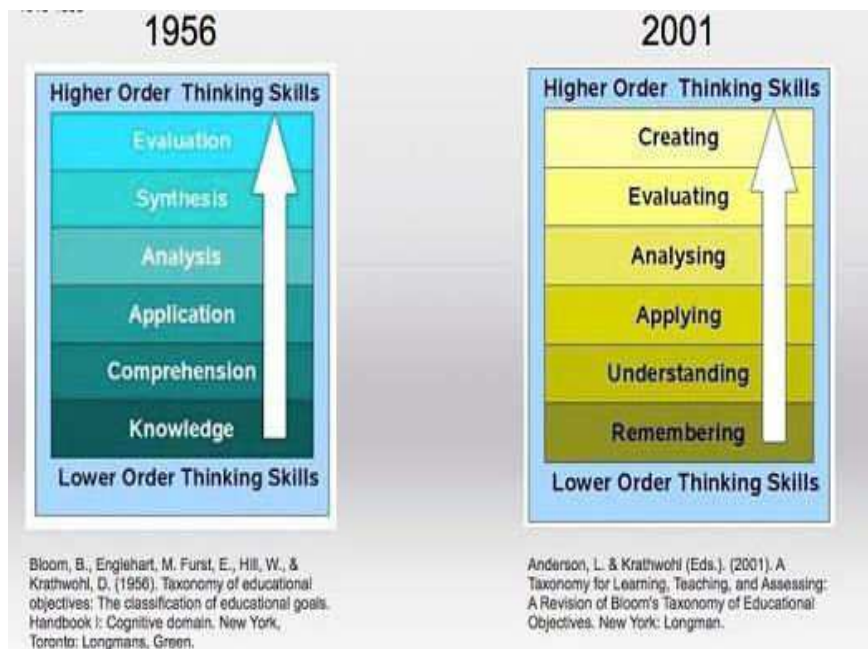 1956
Higher Order Thinking Skills
Evaluation
Synthesis
Analysis
Application
Comprehension
Knowledge
Lower Order Thinking Skills
Bloom, B., Englehart, M. Furst, E., Hill, W., &
Krathwohl, D. (1956). Taxonomy of educational
objectives: The classification of educational goals.
Handbook I: Cognitive domain. New York,
Toronto: Longmans, Green.
2001
Higher Order Thinking Skills
Creating
Evaluating
Analysing
Applying
Understanding
Remembering
Lower Order Thinking Skills
Anderson, L. & Krathwohl (Eds.). (2001). A
Taxonomy for Learning, Teaching, and Assessing:
A Revision of Bloom's Taxonomy of Educational
Objectives. New York: Longman.